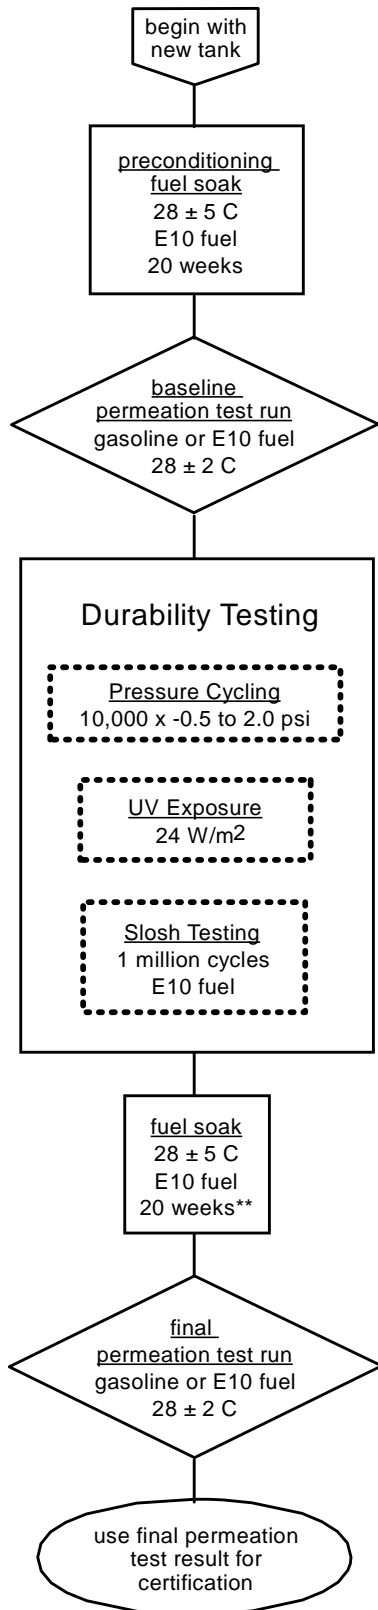 begin with
new tank
preconditioning
fuel soak
28 ± 5 C
E10 fuel
20 weeks
baseline
permeation test run
gasoline or E10 fuel
28 ± 2 C
Durability Testing
Pressure Cycling
10,000 x -0.5 to 2.0 psi
UV Exposure
24 W/m2
Slosh Testing
1 million cycles
E10 fuel
fuel soak
28 ± 5 C
E10 fuel
20 weeks**
final
permeation test run
gasoline or E10 fuel
28 ± 2 C
use final permeation
test result for
certification